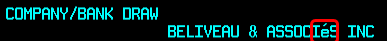 COMPANY/BANK DRAW
BELIVEAU & ASSOCIéS INC